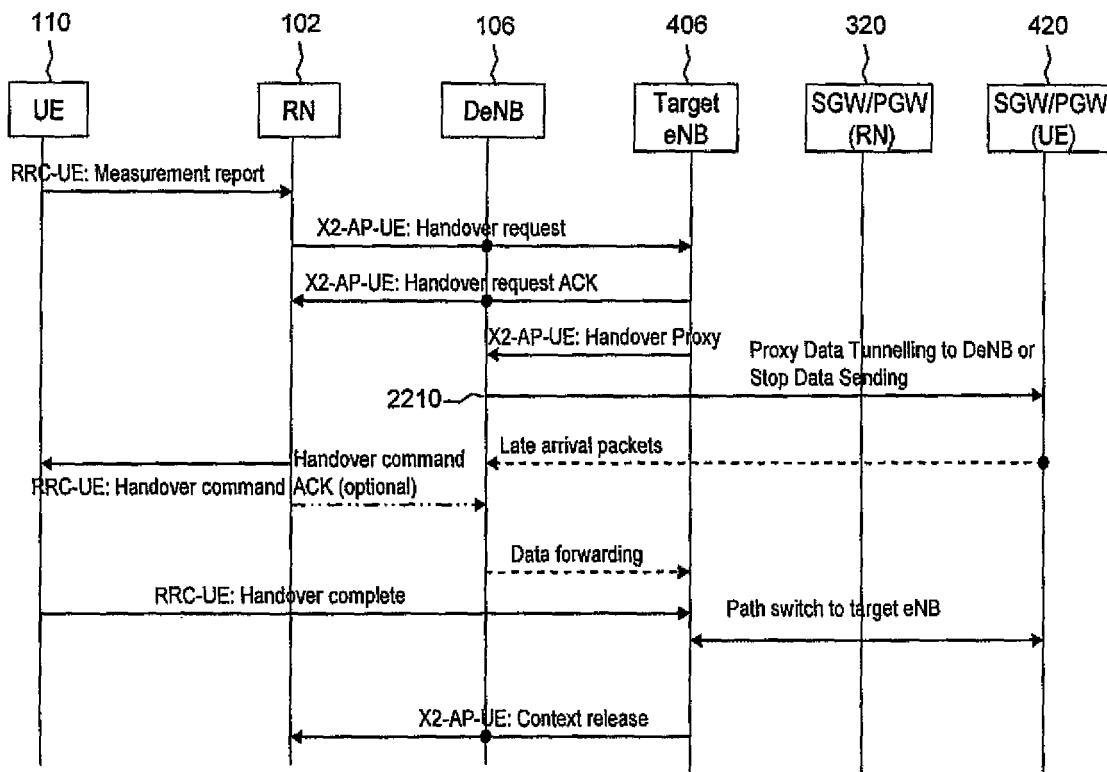 110 102 106 406 320 420
UE RN DeNB Target eNB SGW/PGW (RN) SGW/PGW (UE)
RRC-UE: Measurement report
X2-AP-UE: Handover request
X2-AP-UE: Handover request ACK
X2-AP-UE: Handover Proxy
Proxy Data Tunnelling to DeNB or
Stop Data Sending
2210
Handover command
Late arrival packets
RRC-UE: Handover command ACK (optional)
Data forwarding
RRC-UE: Handover complete
Path switch to target eNB
X2-AP-UE: Context release